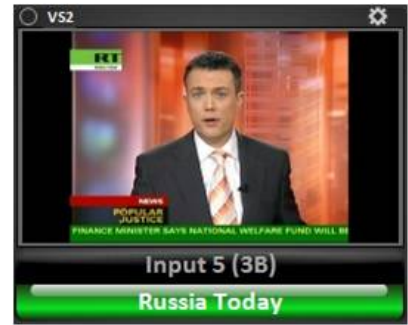 VS2
RT
NEWS
POPULAR
JUSTICE
FINANCE MINISTER SAYS NATIONAL WELFARE FUND WILL BE
Input 5 (3B)
Russia Today